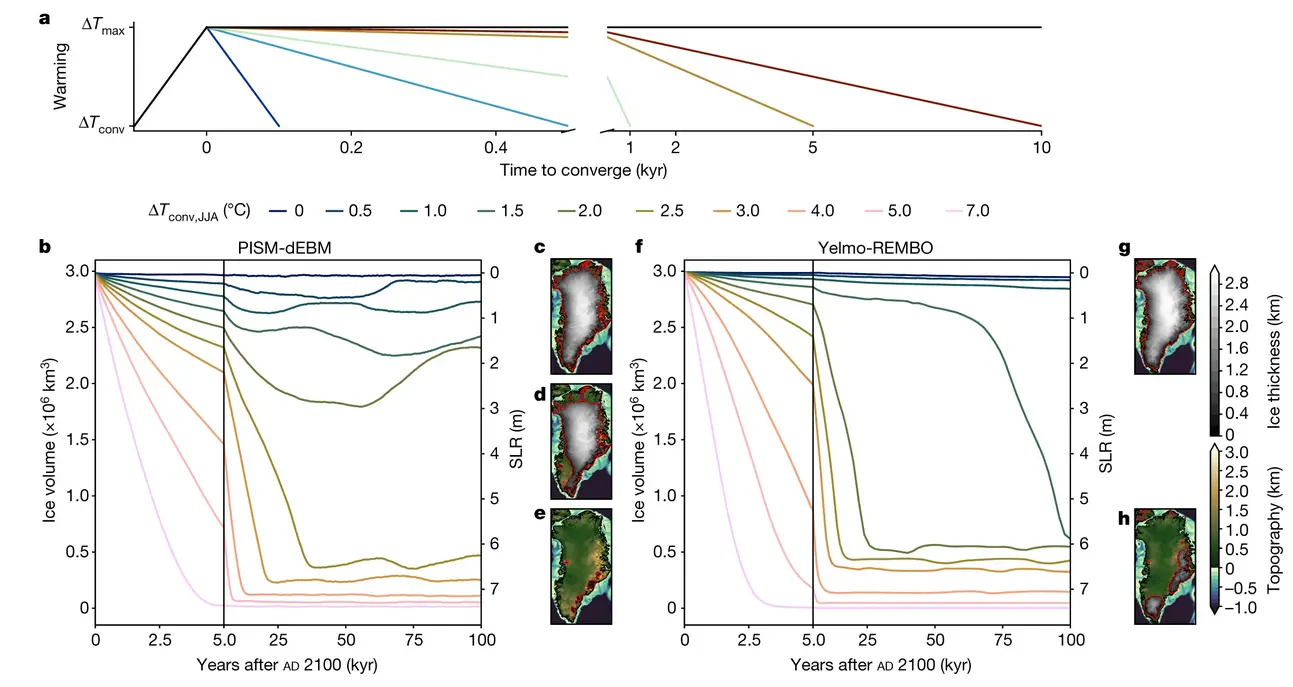 a
ΔTmax
Warming
ΔTconv
0 0.2 0.4 1 2 5 10
Time to converge (kyr)
ΔTconv,JJA (°C) 0 0.5 1.0 1.5 2.0 2.5 3.0 4.0 5.0 7.0
b PISM-dEBM
3.0 2.5 2.0 1.5 1.0 0.5 0
Ice volume (×10⁶ km³)
0 1 2 3 4 5 6 7
SLR (m)
0 2.5 5.0 25 50 75 100
Years after AD 2100 (kyr)
c
d
e
f Yelmo-REMBO
3.0 2.5 2.0 1.5 1.0 0.5 0
Ice volume (×10⁶ km³)
0 1 2 3 4 5 6 7
SLR (m)
0 2.5 5.0 25 50 75 100
Years after AD 2100 (kyr)
g
h
2.8 2.4 2.0 1.6 1.2 0.8 0.4 0
Ice thickness (km)
3.0 2.5 2.0 1.5 1.0 0.5 0 −0.5 −1.0
Topography (km)